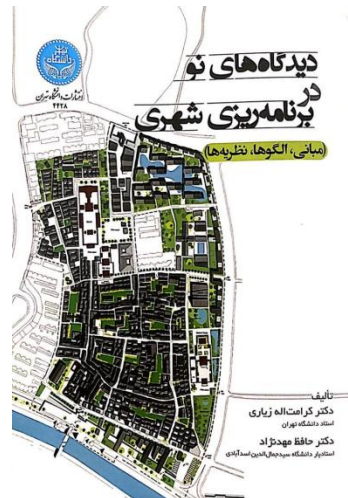 دیدگاه‌های نو
در
برنامه‌ریزی شهری
(مبانی، الگوها، نظریه‌ها)
انتشارات دانشگاه تهران
۴۴۲۸
تألیف
دکتر کرامت‌اله زیاری
استاد دانشگاه تهران
دکتر حافظ مهدنژاد
استادیار دانشگاه سیدجمال‌الدین اسدآبادی